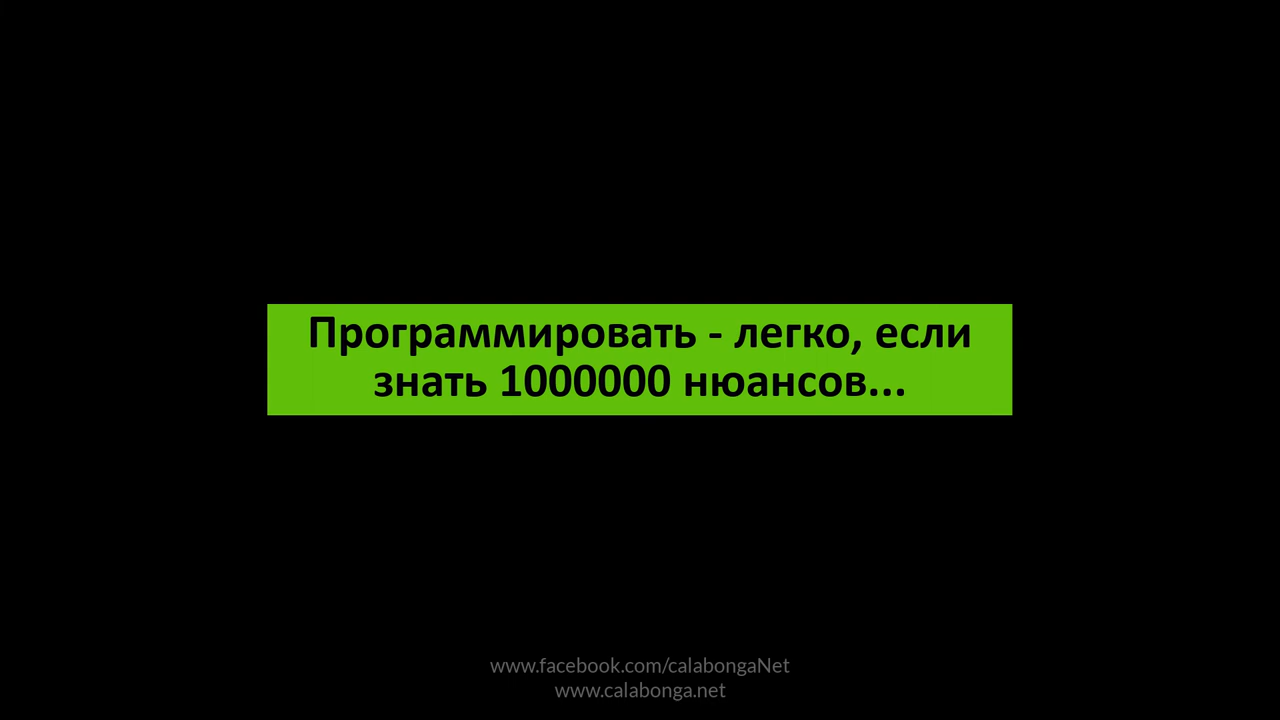 Программировать - легко, если
знать 1000000 нюансов...
www.facebook.com/calabongaNet
www.calabonga.net